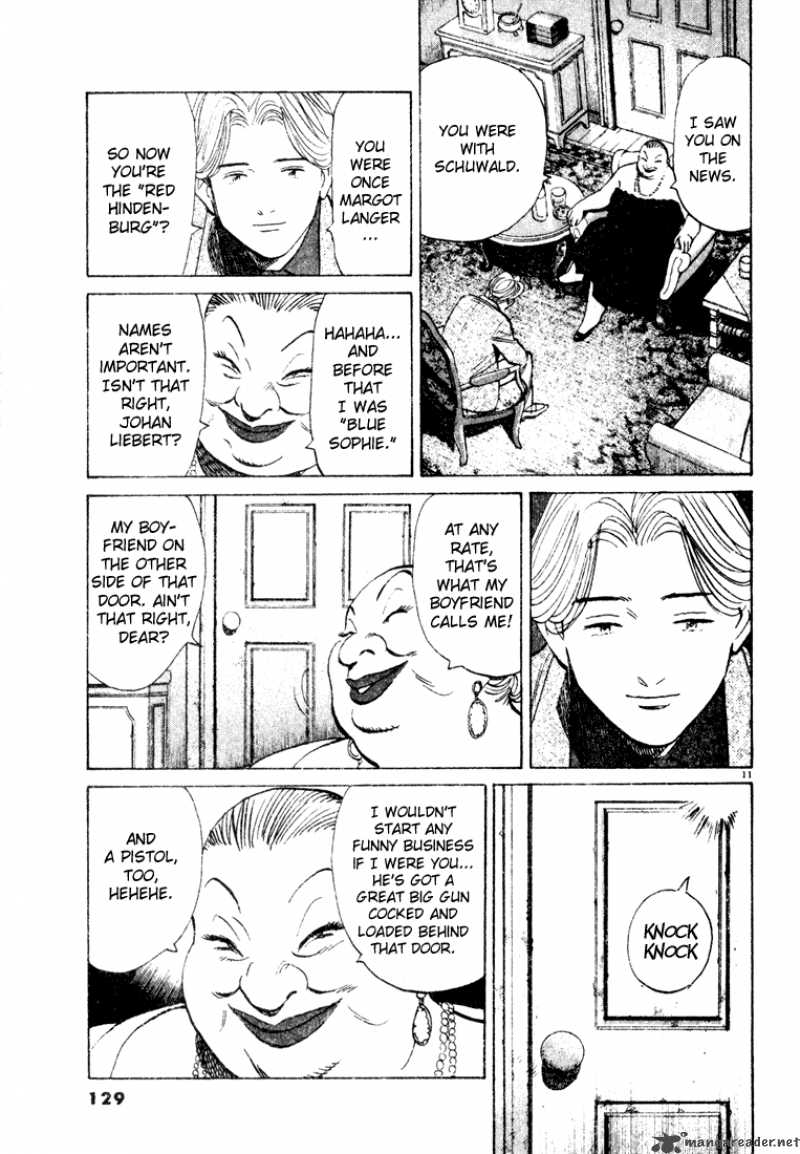 I SAW
YOU ON
THE
NEWS.
YOU WERE
WITH
SCHUWALD.
YOU
WERE
ONCE
MARGOT
LANGER
...
SO NOW
YOU'RE
THE "RED
HINDEN-
BURG"?
HAHAHA...
AND
BEFORE
THAT
I WAS
"BLUE
SOPHIE."
NAMES
AREN'T
IMPORTANT.
ISN'T THAT
RIGHT,
JOHAN
LIEBERT?
AT ANY
RATE,
THAT'S
WHAT MY
BOYFRIEND
CALLS ME!
MY BOY-
FRIEND ON
THE OTHER
SIDE OF THAT
DOOR. AIN'T
THAT RIGHT,
DEAR?
11
KNOCK
KNOCK
I WOULDN'T
START ANY
FUNNY BUSINESS
IF I WERE YOU...
HE'S GOT A
GREAT BIG GUN
COCKED AND
LOADED BEHIND
THAT DOOR.
AND
A PISTOL,
TOO,
HEHEHE.
129
mangareader.net